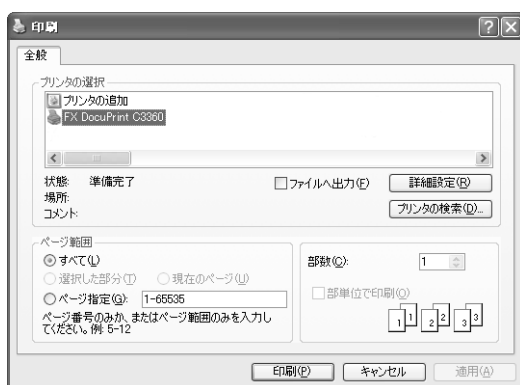 印刷
全般
プリンタの選択
プリンタの追加
FX DocuPrint C3360
状態: 準備完了
場所:
コメント:
ファイルへ出力(F)
詳細設定(R)
プリンタの検索(D)...
ページ範囲
すべて(L)
選択した部分(T) 現在のページ(U)
ページ指定(G): 1-65535
ページ番号のみか、またはページ範囲のみを入力し
てください。例: 5-12
部数(C): 1
部単位で印刷(O)
1 1 2 2 3 3
印刷(P) キャンセル 適用(A)